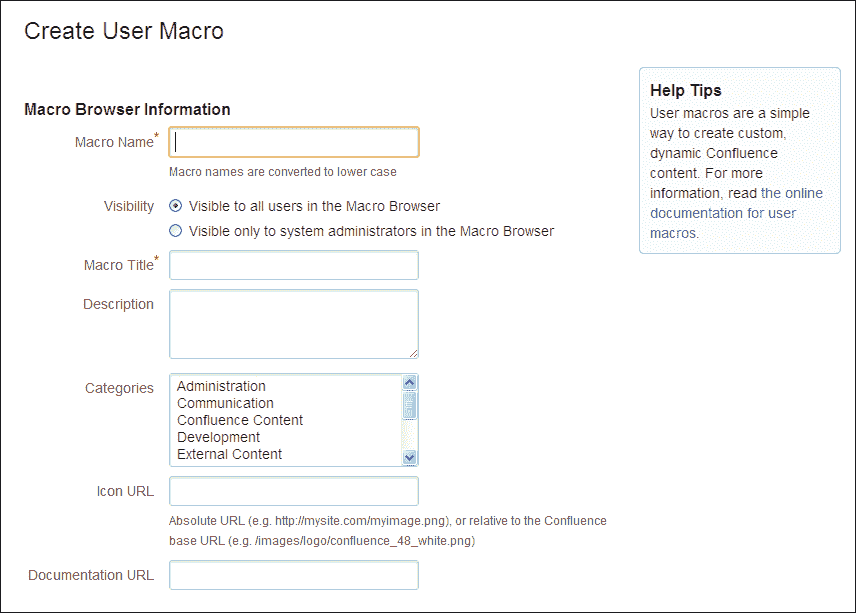 Create User Macro
Macro Browser Information
Macro Name*
Macro names are converted to lower case
Visibility
Visible to all users in the Macro Browser
Visible only to system administrators in the Macro Browser
Macro Title*
Description
Categories
Administration
Communication
Confluence Content
Development
External Content
Icon URL
Absolute URL (e.g. http://mysite.com/myimage.png), or relative to the Confluence
base URL (e.g. /images/logo/confluence_48_white.png)
Documentation URL
Help Tips
User macros are a simple
way to create custom,
dynamic Confluence
content. For more
information, read the online
documentation for user
macros.